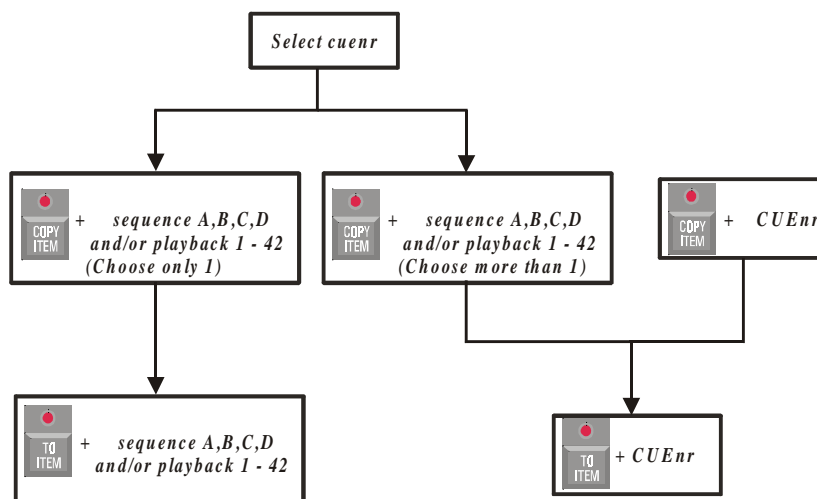 Select cuenr
COPY
ITEM
+ sequence A,B,C,D
and/or playback 1 - 42
(Choose only 1)
COPY
ITEM
+ sequence A,B,C,D
and/or playback 1 - 42
(Choose more than 1)
COPY
ITEM
+ CUEnr
TO
ITEM
+ sequence A,B,C,D
and/or playback 1 - 42
TO
ITEM
+ CUEnr